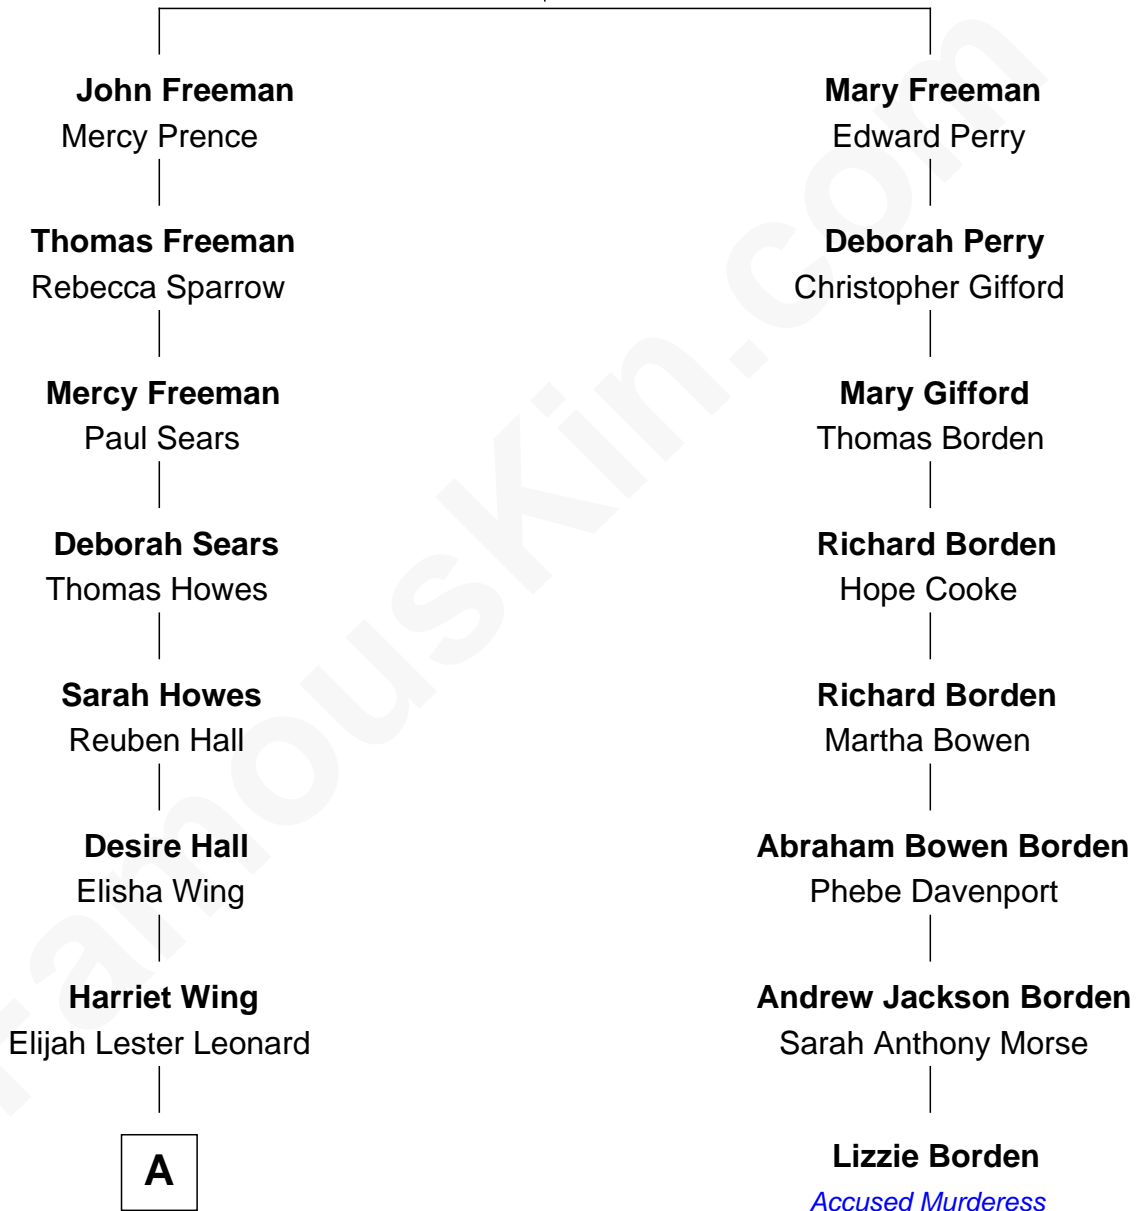 John Freeman
Mercy Prence
Thomas Freeman
Rebecca Sparrow
Mercy Freeman
Paul Sears
Deborah Sears
Thomas Howes
Sarah Howes
Reuben Hall
Desire Hall
Elisha Wing
Harriet Wing
Elijah Lester Leonard
A
Mary Freeman
Edward Perry
Deborah Perry
Christopher Gifford
Mary Gifford
Thomas Borden
Richard Borden
Hope Cooke
Richard Borden
Martha Bowen
Abraham Bowen Borden
Phebe Davenport
Andrew Jackson Borden
Sarah Anthony Morse
Lizzie Borden
Accused Murderess
FamousKin.com